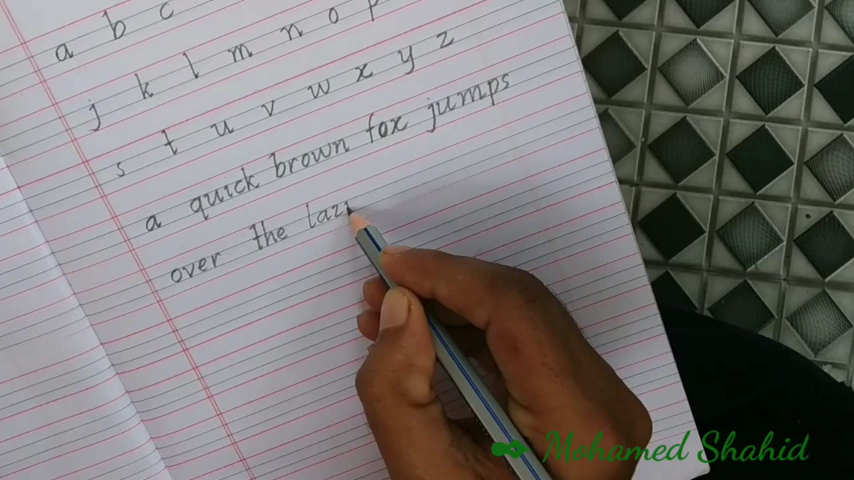 a b c
j k l m n o p
s t u v w x y z
a quick brown fox jumps
over the laz
Mohamed Shahid